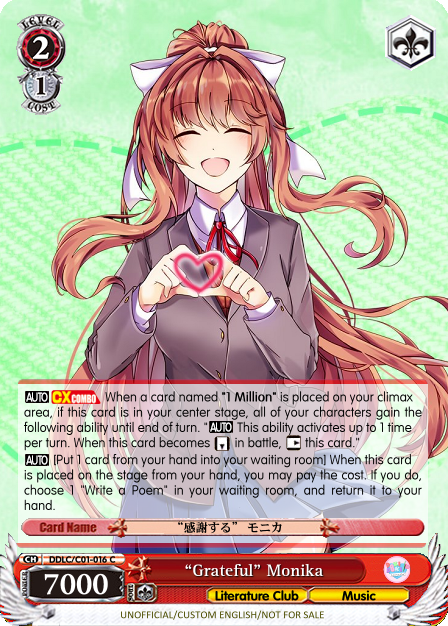 LEVEL
2
1
COST
AUTO CX COMBO When a card named "1 Million" is placed on your climax
area, if this card is in your center stage, all of your characters gain the
following ability until end of turn. "AUTO This ability activates up to 1 time
per turn. When this card becomes in battle, this card."
AUTO [Put 1 card from your hand into your waiting room] When this card
is placed on the stage from your hand, you may pay the cost. If you do,
choose 1 "Write a Poem" in your waiting room, and return it to your
hand.
Card Name “感謝する” モニカ
DDLC/C01-016 C
POWER
7000
SOUL
“Grateful” Monika
Literature Club
Music
UNOFFICIAL/CUSTOM ENGLISH/NOT FOR SALE